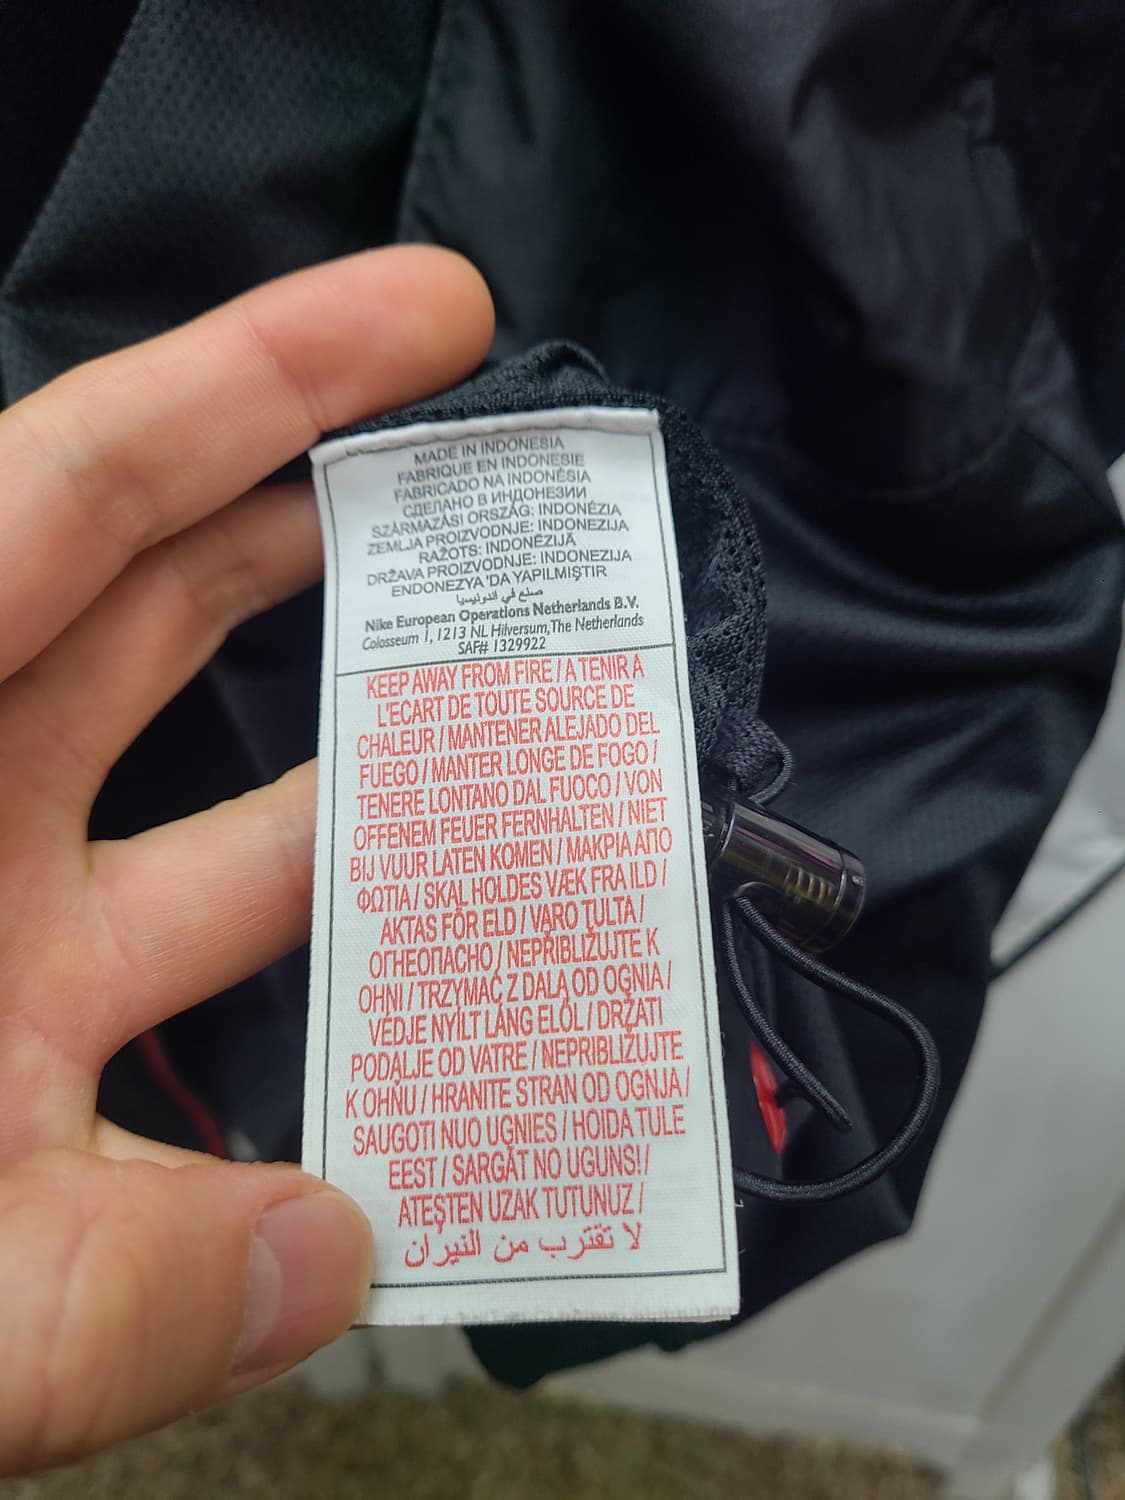 MADE IN INDONESIA
FABRIQUE EN INDONESIE
FABRICADO NA INDONÉSIA
СДЕЛАНО В ИНДОНЕЗИИ
SZÁRMAZÁSI ORSZÁG: INDONÉZIA
ZEMLJA PROIZVODNJE: INDONEZIJA
RAŽOTS: INDONĒZIJĀ
DRŽAVA PROIZVODNJE: INDONEZIJA
ENDONEZYA'DA YAPILMIŞTIR
صنع في اندونيسيا
Nike European Operations Netherlands B.V.
Colosseum 1, 1213 NL Hilversum, The Netherlands
SAF# 1329922
KEEP AWAY FROM FIRE / A TENIR A
L'ECART DE TOUTE SOURCE DE
CHALEUR / MANTENER ALEJADO DEL
FUEGO / MANTER LONGE DE FOGO /
TENERE LONTANO DAL FUOCO / VON
OFFENEM FEUER FERNHALTEN / NIET
BIJ VUUR LATEN KOMEN / ΜΑΚΡΙΑ ΑΠΟ
ΦΩΤΙΑ / SKAL HOLDES VÆK FRA ILD /
AKTAS FÖR ELD / VARO TULTA /
ОГНЕОПАСНО / NEPŘIBLIŽUJTE K
OHNI / TRZYMAĆ Z DALA OD OGNIA /
VÉDJE NYÍLT LÁNG ELŐL / DRŽATI
PODALJE OD VATRE / NEPRIBLIŽUJTE
K OHŇU / HRANITE STRAN OD OGNJA /
SAUGOTI NUO UGNIES / HOIDA TULE
EEST / SARGĀT NO UGUNS! /
ATEŞTEN UZAK TUTUNUZ /
لا تقترب من النيران